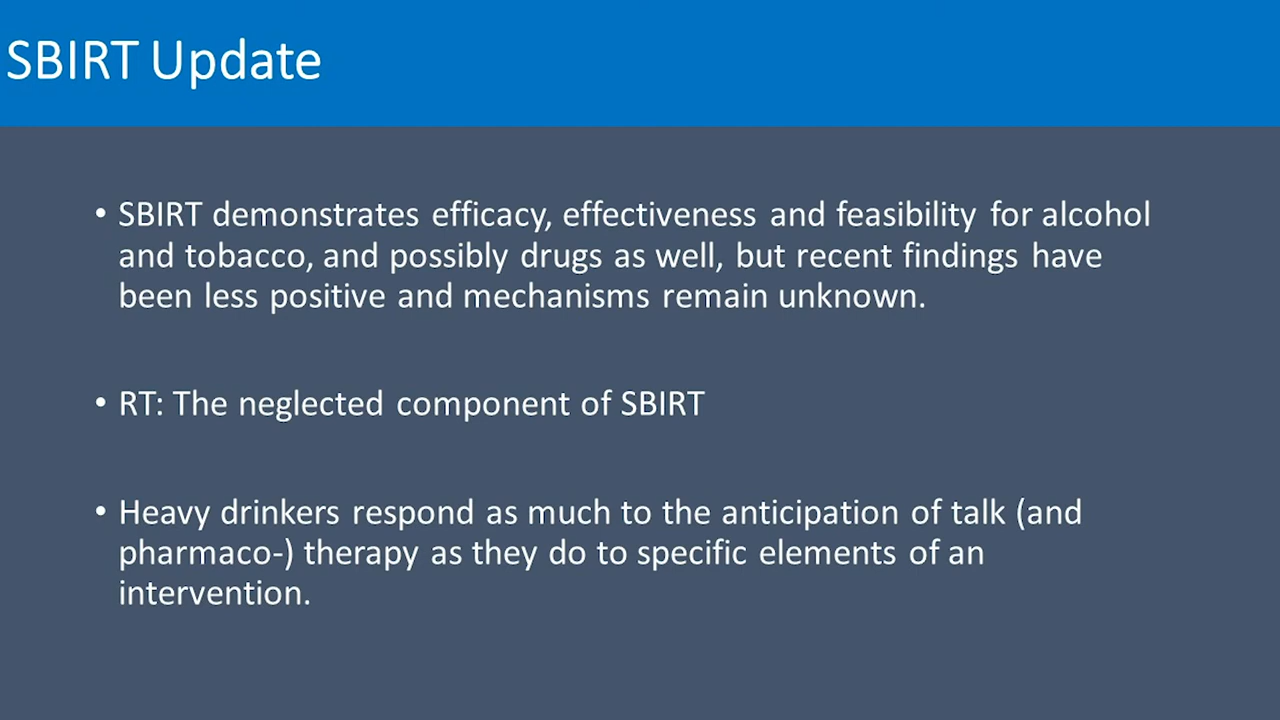 SBIRT Update
• SBIRT demonstrates efficacy, effectiveness and feasibility for alcohol
and tobacco, and possibly drugs as well, but recent findings have
been less positive and mechanisms remain unknown.
• RT: The neglected component of SBIRT
• Heavy drinkers respond as much to the anticipation of talk (and
pharmaco-) therapy as they do to specific elements of an
intervention.